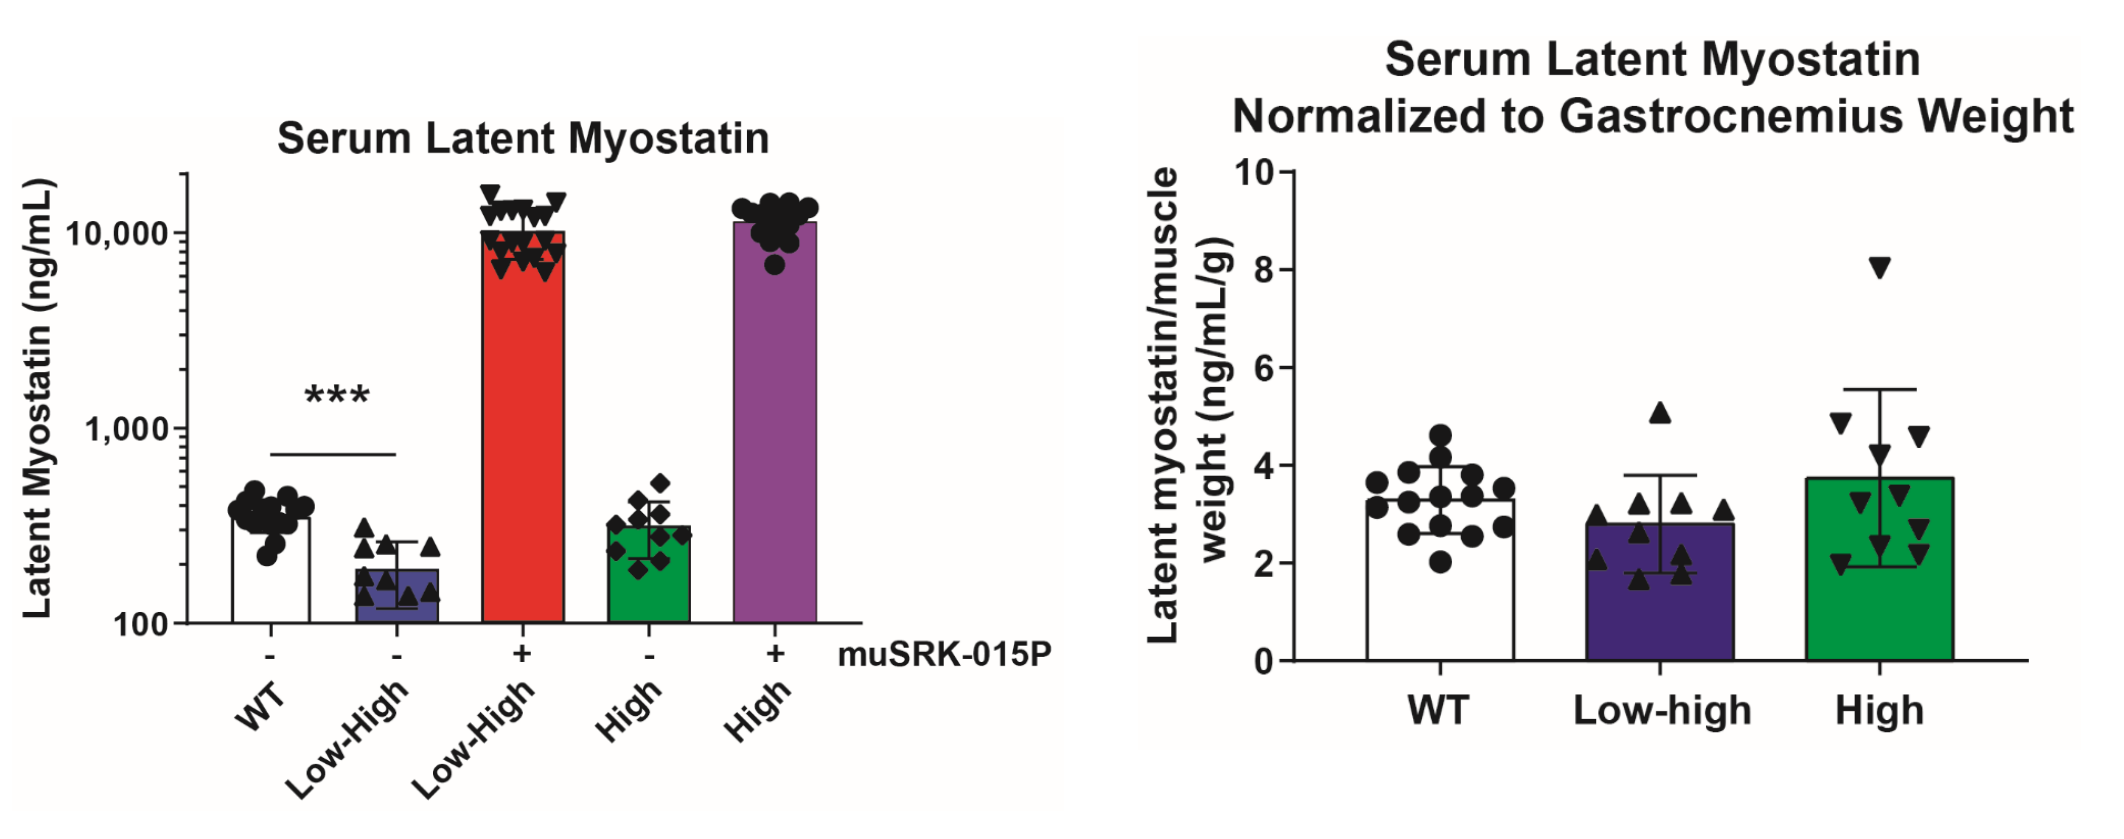 Serum Latent Myostatin
Latent Myostatin (ng/mL)
10,000
1,000
100
***
- - + - + muSRK-015P
WT
Low-High
Low-High
High
High
Serum Latent Myostatin
Normalized to Gastrocnemius Weight
Latent myostatin/muscle
weight (ng/mL/g)
10
8
6
4
2
0
WT Low-high High